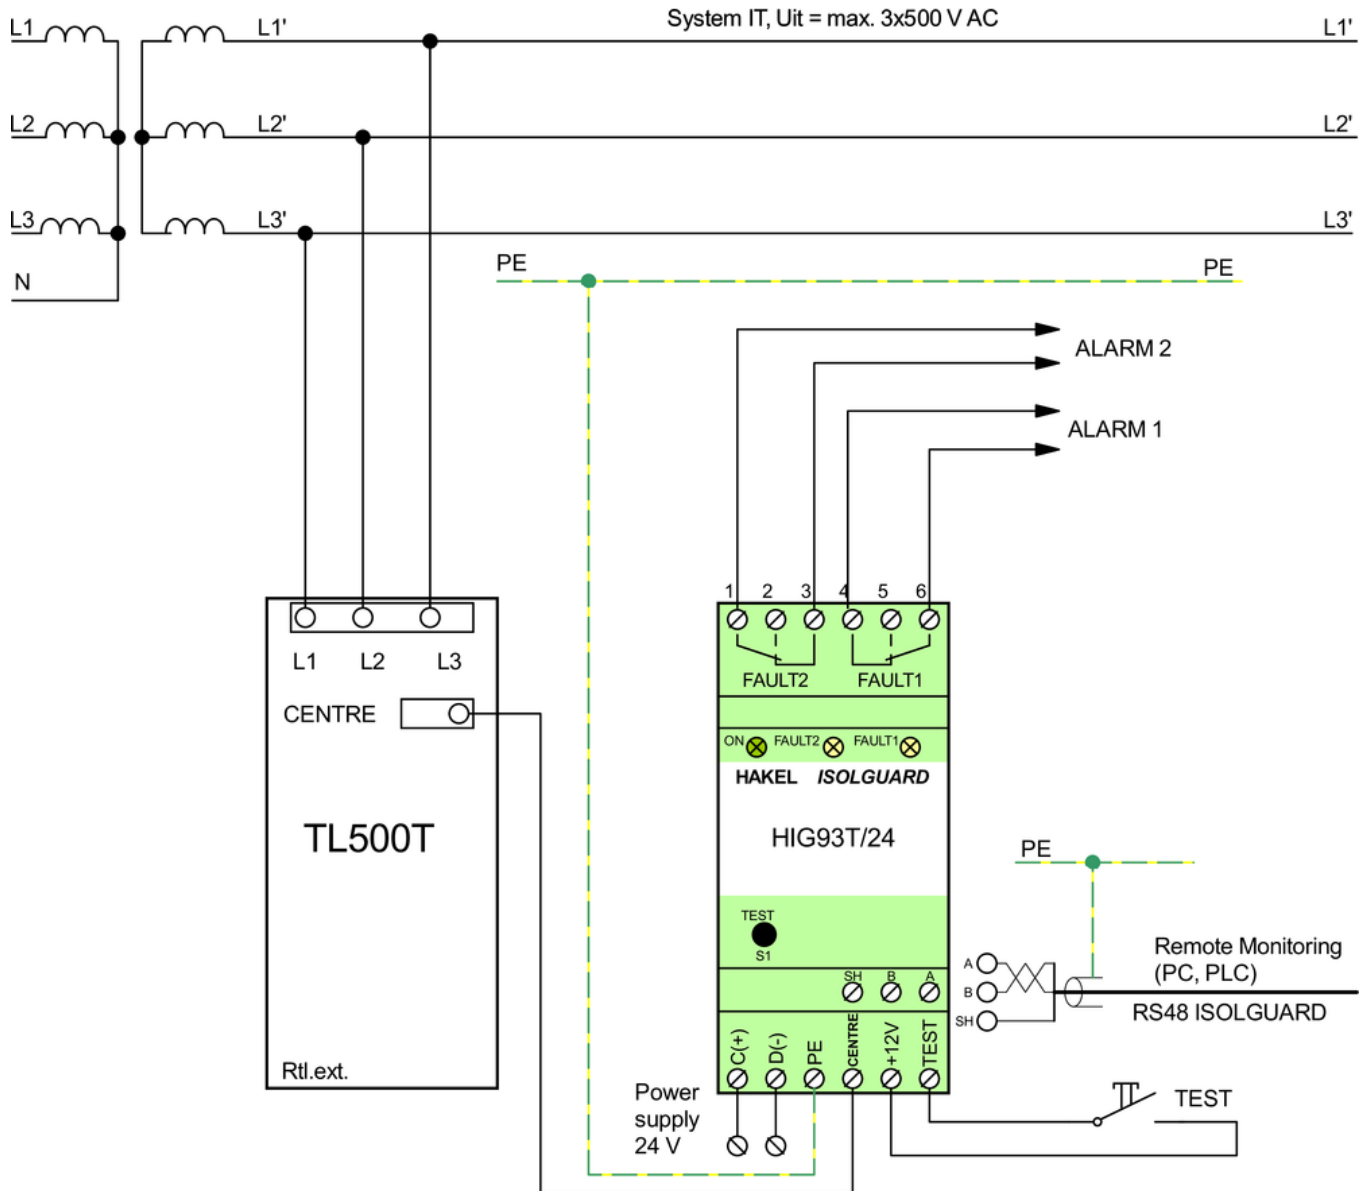 System IT, Uit = max. 3x500 V AC
L1 L1' L1'
L2 L2' L2'
L3 L3' L3'
N
PE PE
ALARM 2
ALARM 1
1 2 3 4 5 6
FAULT2 FAULT1
L1 L2 L3
CENTRE
ON FAULT2 FAULT1
HAKEL ISOLGUARD
TL500T
HIG93T/24
PE
TEST
S1
Remote Monitoring
(PC, PLC)
RS48 ISOLGUARD
A
B
SH
SH B A
C(+) D(-) PE CENTRE +12V TEST
Rtl.ext.
Power
supply
24 V
TEST